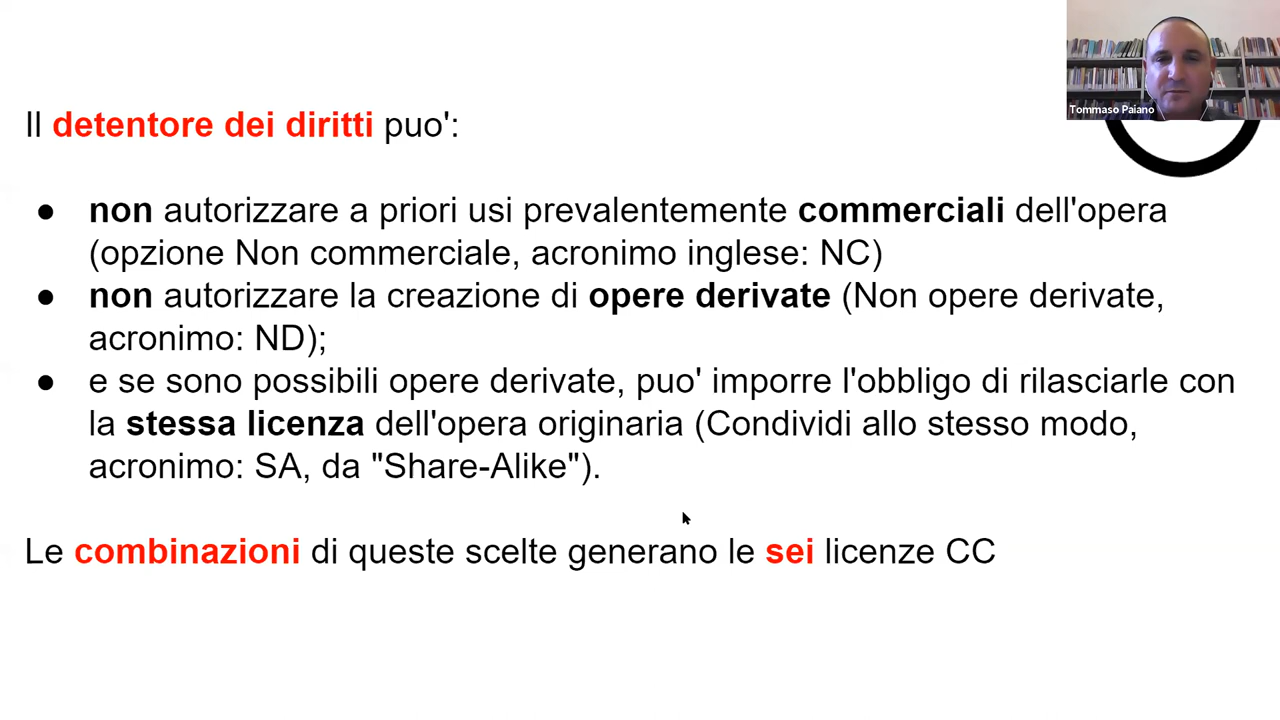 Tommaso Paiano
Il detentore dei diritti puo':
● non autorizzare a priori usi prevalentemente commerciali dell'opera
(opzione Non commerciale, acronimo inglese: NC)
● non autorizzare la creazione di opere derivate (Non opere derivate,
acronimo: ND);
● e se sono possibili opere derivate, puo' imporre l'obbligo di rilasciarle con
la stessa licenza dell'opera originaria (Condividi allo stesso modo,
acronimo: SA, da "Share-Alike").
Le combinazioni di queste scelte generano le sei licenze CC